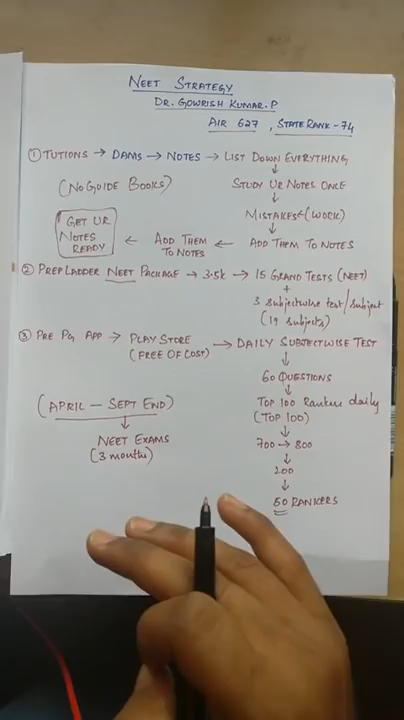 NEET STRATEGY
DR. GOWRISH KUMAR.P
AIR 627 , STATE RANK - 74
① TUTIONS → DAMS → NOTES → LIST DOWN EVERYTHING
↓
(NO GUIDE BOOKS) STUDY UR NOTES ONCE
↓
MISTAKES ← (WORK)
↓
GET UR NOTES READY ← ADD THEM TO NOTES ← ADD THEM TO NOTES
② PREPLADDER NEET PACKAGE → 3.5k → 15 GRAND TESTS (NEET)
+
3 subjectwise test/subject
(19 subjects)
③ PRE PG APP → PLAY STORE → DAILY SUBJECTWISE TEST
(FREE OF COST)
↓
60 QUESTIONS
↓
(APRIL – SEPT END) TOP 100 Rankers daily
(TOP 100)
↓ ↓
NEET EXAMS 700 → 800
(3 months) ↓
200
↓
50 RANKERS